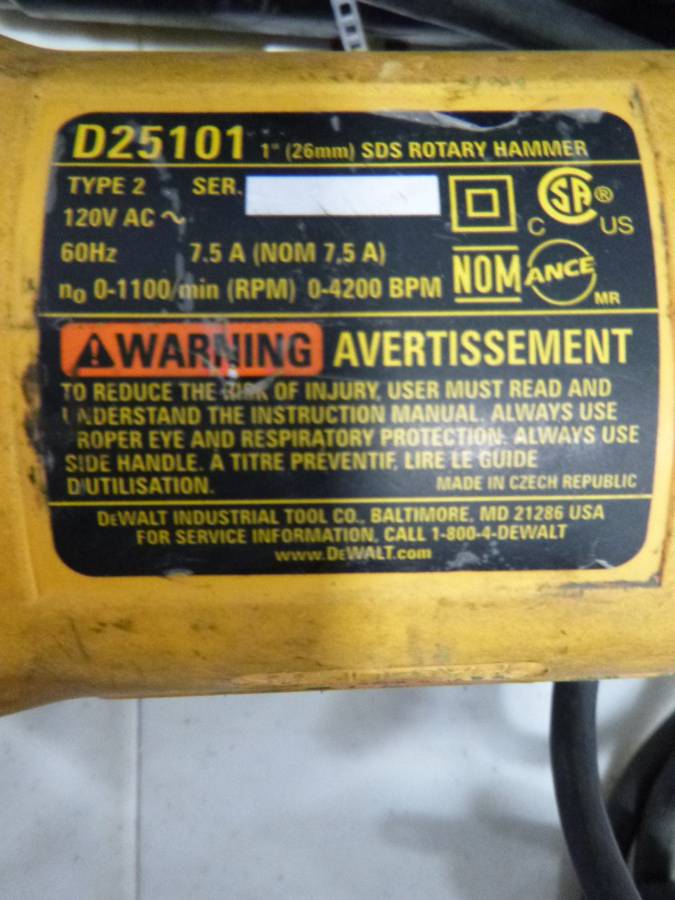 D25101 1" (26mm) SDS ROTARY HAMMER
TYPE 2 SER.
120V AC ~
60Hz 7.5 A (NOM 7,5 A)
n0 0-1100/min (RPM) 0-4200 BPM
CSA ®
C US
NOM ANCE
MR
WARNING AVERTISSEMENT
TO REDUCE THE RISK OF INJURY, USER MUST READ AND
UNDERSTAND THE INSTRUCTION MANUAL. ALWAYS USE
ROPER EYE AND RESPIRATORY PROTECTION. ALWAYS USE
SIDE HANDLE. À TITRE PRÉVENTIF, LIRE LE GUIDE
D'UTILISATION. MADE IN CZECH REPUBLIC
DEWALT INDUSTRIAL TOOL CO., BALTIMORE, MD 21286 USA
FOR SERVICE INFORMATION, CALL 1-800-4-DEWALT
www.DEWALT.com